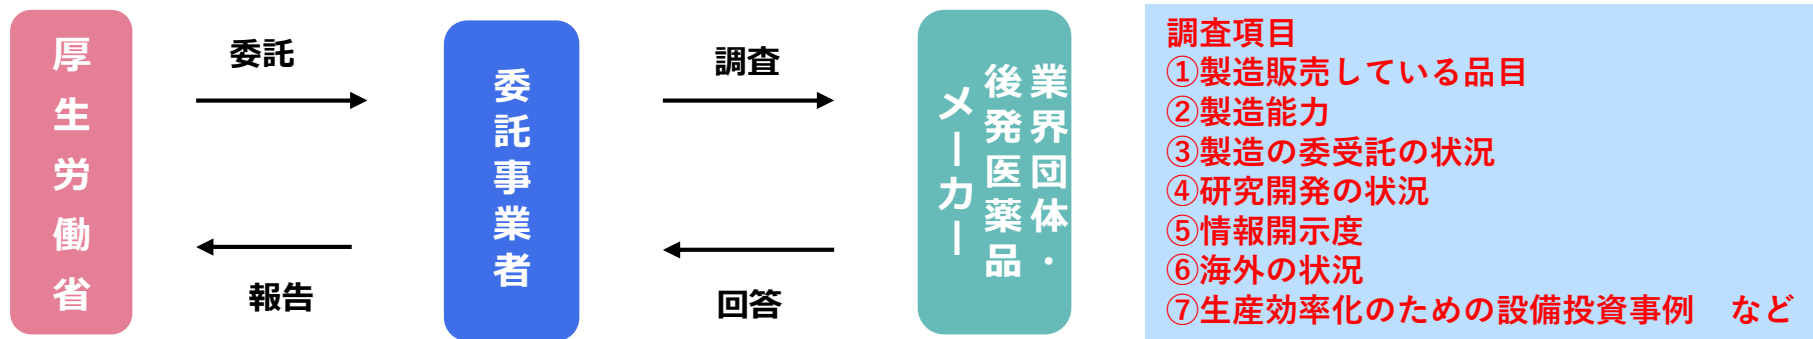 厚生労働省
委託
報告
委託事業者
調査
回答
業界団体・
後発医薬品
メーカー
調査項目
①製造販売している品目
②製造能力
③製造の委受託の状況
④研究開発の状況
⑤情報開示度
⑥海外の状況
⑦生産効率化のための設備投資事例　など